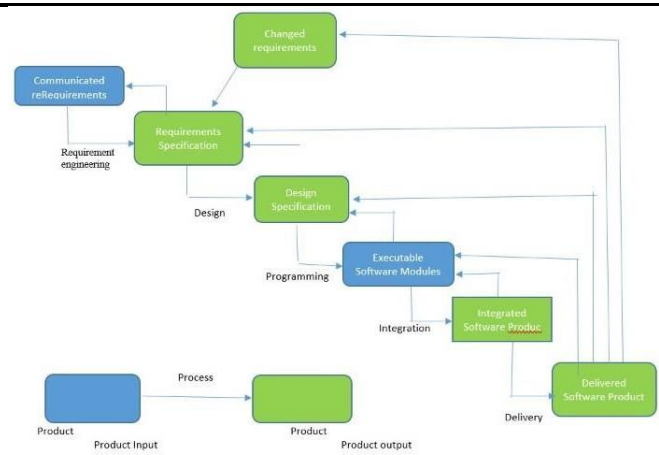 Changed
requirements
Communicated
reReauirements
Requirements
Specification
Requirement
engineering
Design
Specification
Design
Executable
Software Modules
Programming
Integrated
Software Produc
Integration
Delivered
Software Product
Delivery
Process
Product
Product Input
Product
Product output